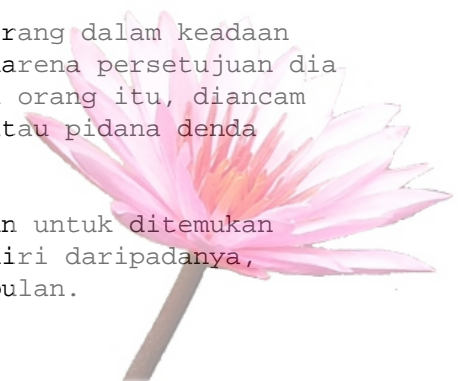 rang dalam keadaan
arena persetujuan dia
orang itu, diancam
tau pidana denda
n untuk ditemukan
iri daripadanya,
ulan.